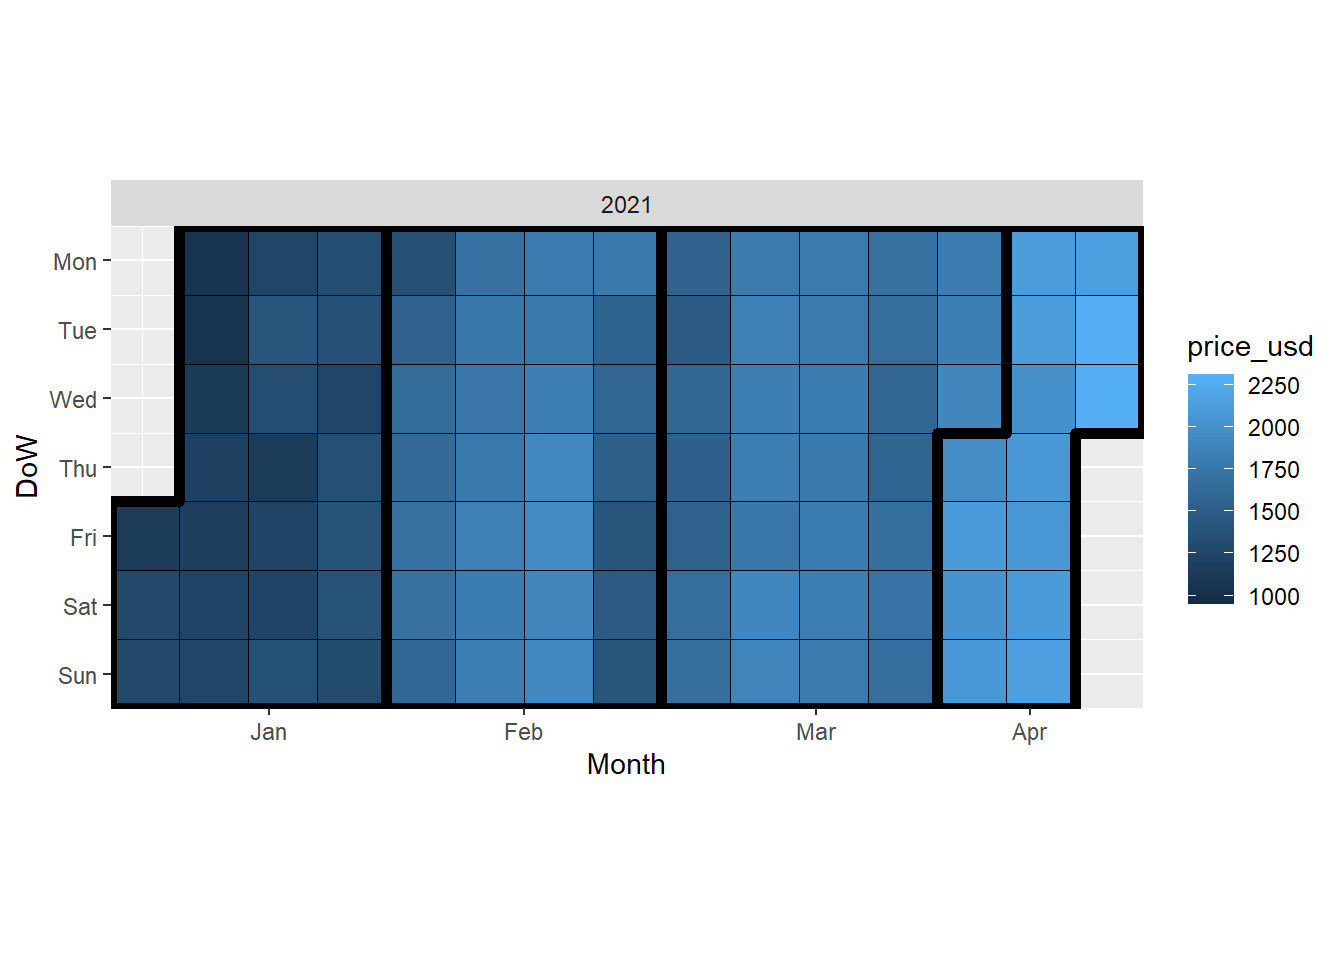 2021
Mon
Tue
Wed
Thu
Fri
Sat
Sun
DoW
Jan Feb Mar Apr
Month
price_usd
2250
2000
1750
1500
1250
1000